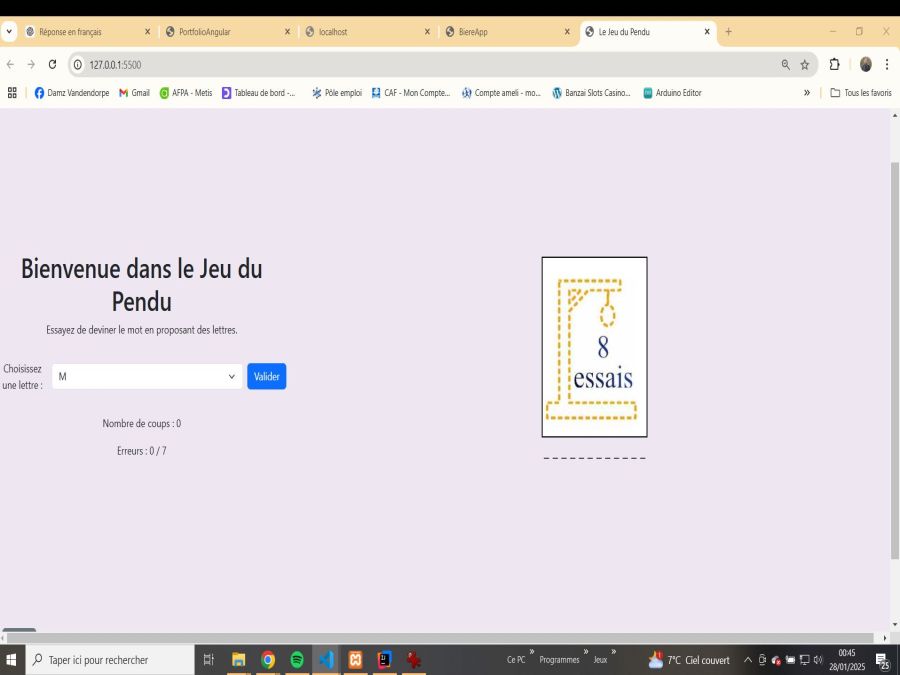 Réponse en français
PortfolioAngular
localhost
BiereApp
Le Jeu du Pendu
127.0.0.1:5500
Damz Vandendorpe
Gmail
AFPA - Metis
Tableau de bord -...
Pôle emploi
CAF - Mon Compte...
Compte ameli - mo...
Banzai Slots Casino...
Arduino Editor
Tous les favoris
Bienvenue dans le Jeu du
Pendu
Essayez de deviner le mot en proposant des lettres.
Choisissez
une lettre :
M
Valider
Nombre de coups : 0
Erreurs : 0 / 7
8
essais
_ _ _ _ _ _ _ _ _ _ _ _
Taper ici pour rechercher
Ce PC
Programmes
Jeux
7°C Ciel couvert
00:45
28/01/2025
25